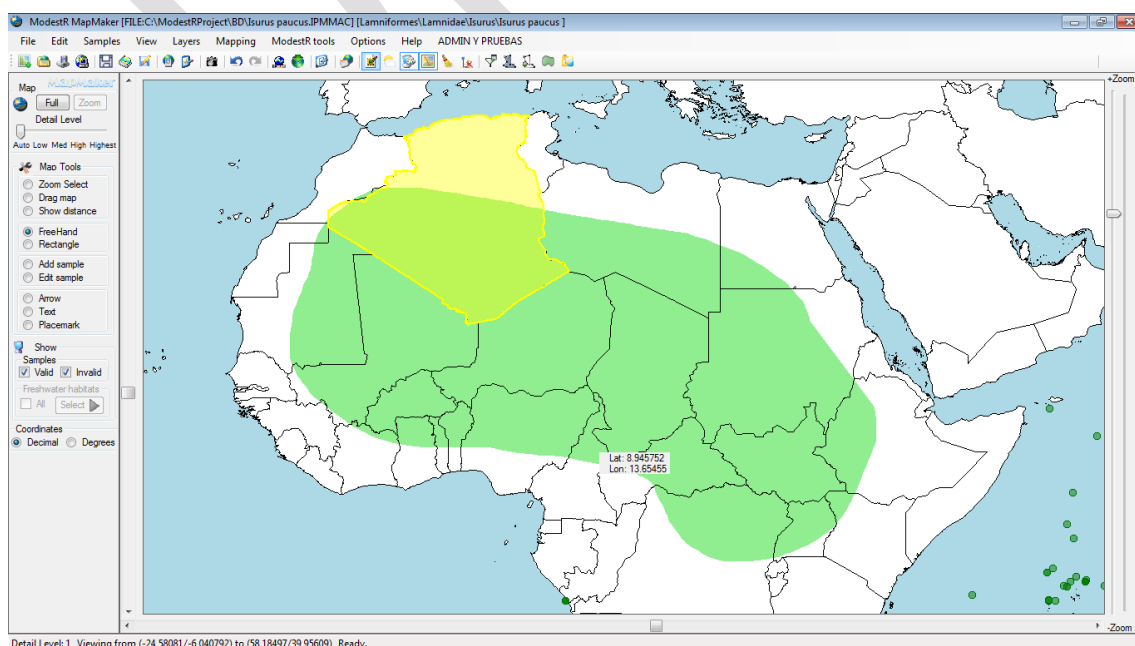 ModestR MapMaker [FILE:C:\ModestRProject\BD\Isurus paucus.IPMMAC] [Lamniformes\Lamnidae\Isurus\Isurus paucus ]
File Edit Samples View Layers Mapping ModestR tools Options Help ADMIN Y PRUEBAS
Map MapMaker
Full Zoom
Detail Level
Auto Low Med High Highest
Map Tools
Zoom Select
Drag map
Show distance
FreeHand
Rectangle
Add sample
Edit sample
Arrow
Text
Placemark
Show
Samples
Valid Invalid
Freshwater habitats
All Select
Coordinates
Decimal Degrees
Lat: 8.945752
Lon: 13.65455
+Zoom
-Zoom
Detail Level: 1 Viewing from (-24.58081/-6.040792) to (58.18497/39.95609) Ready.